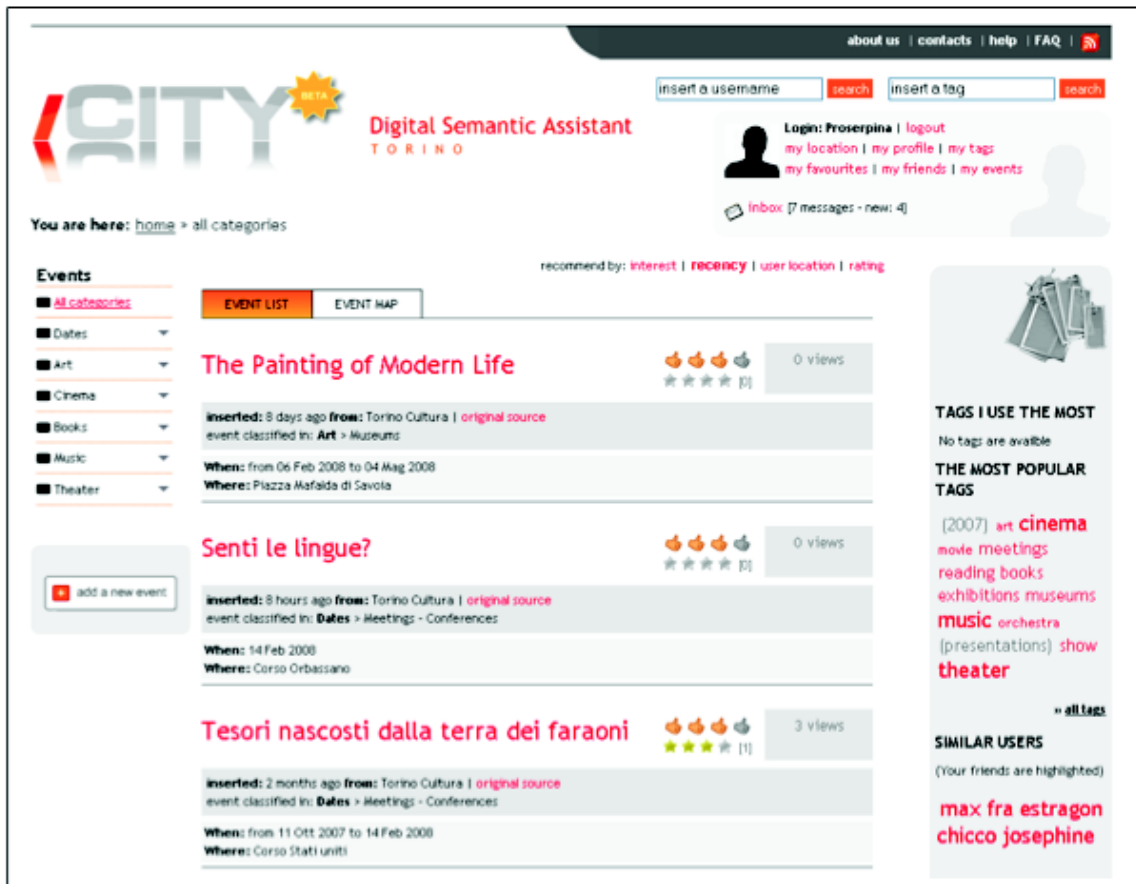 about us | contacts | help | FAQ |
insert a username search insert a tag search
CITY
BETA
Digital Semantic Assistant
TORINO
Login: Proserpina | logout
my location | my profile | my tags
my favourites | my friends | my events
inbox [7 messages - new: 4]
You are here: home > all categories
recommend by: interest | recency | user location | rating
Events
All categories
Dates
Art
Cinema
Books
Music
Theater
add a new event
EVENT LIST EVENT MAP
The Painting of Modern Life
[0]
0 views
inserted: 8 days ago from: Torino Cultura | original source
event classified in: Art > Museums
When: from 06 Feb 2008 to 04 Mag 2008
Where: Piazza Mafalda di Savoia
Senti le lingue?
[0]
0 views
inserted: 8 hours ago from: Torino Cultura | original source
event classified in: Dates > Meetings - Conferences
When: 14 Feb 2008
Where: Corso Orbassano
Tesori nascosti dalla terra dei faraoni
[1]
3 views
inserted: 2 months ago from: Torino Cultura | original source
event classified in: Dates > Meetings - Conferences
When: from 11 Ott 2007 to 14 Feb 2008
Where: Corso Stati uniti
TAGS I USE THE MOST
No tags are availble
THE MOST POPULAR
TAGS
(2007) art cinema
movie meetings
reading books
exhibitions museums
music orchestra
(presentations) show
theater
» all tags
SIMILAR USERS
(Your friends are highlighted)
max fra estragon
chicco josephine